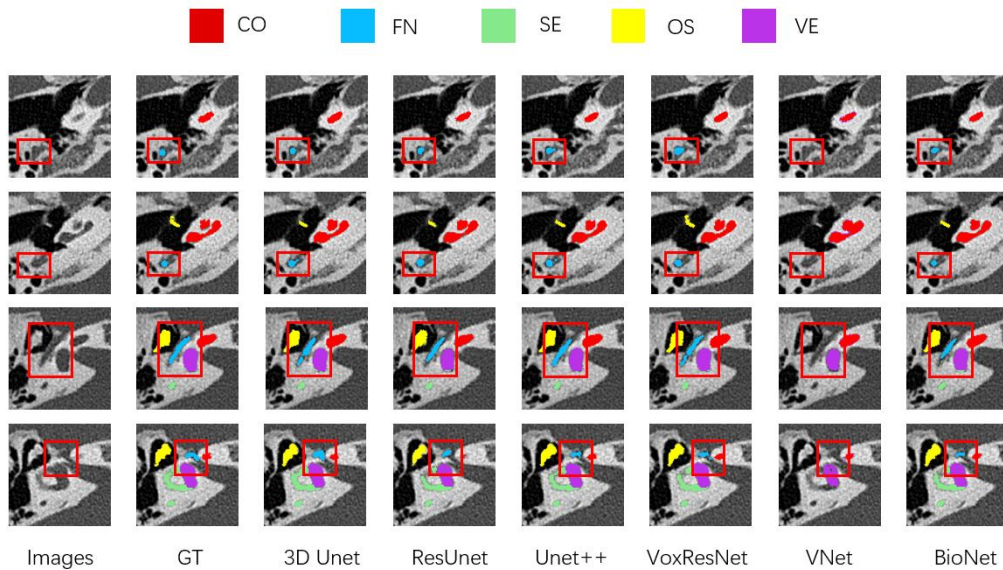 CO FN SE OS VE
Images GT 3D Unet ResUnet Unet++ VoxResNet VNet BioNet